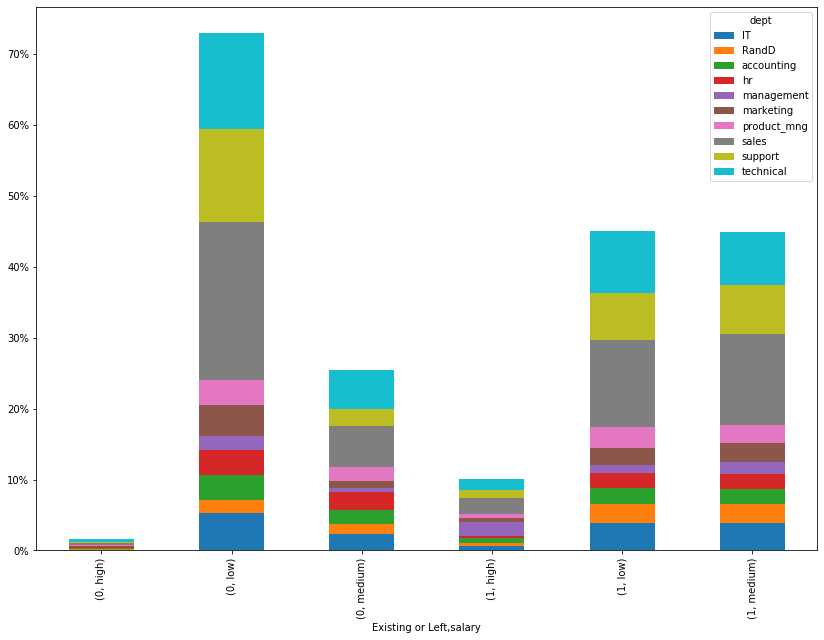 dept
IT
RandD
accounting
hr
management
marketing
product_mng
sales
support
technical
70%
60%
50%
40%
30%
20%
10%
0%
(0, high)
(0, low)
(0, medium)
(1, high)
(1, low)
(1, medium)
Existing or Left,salary